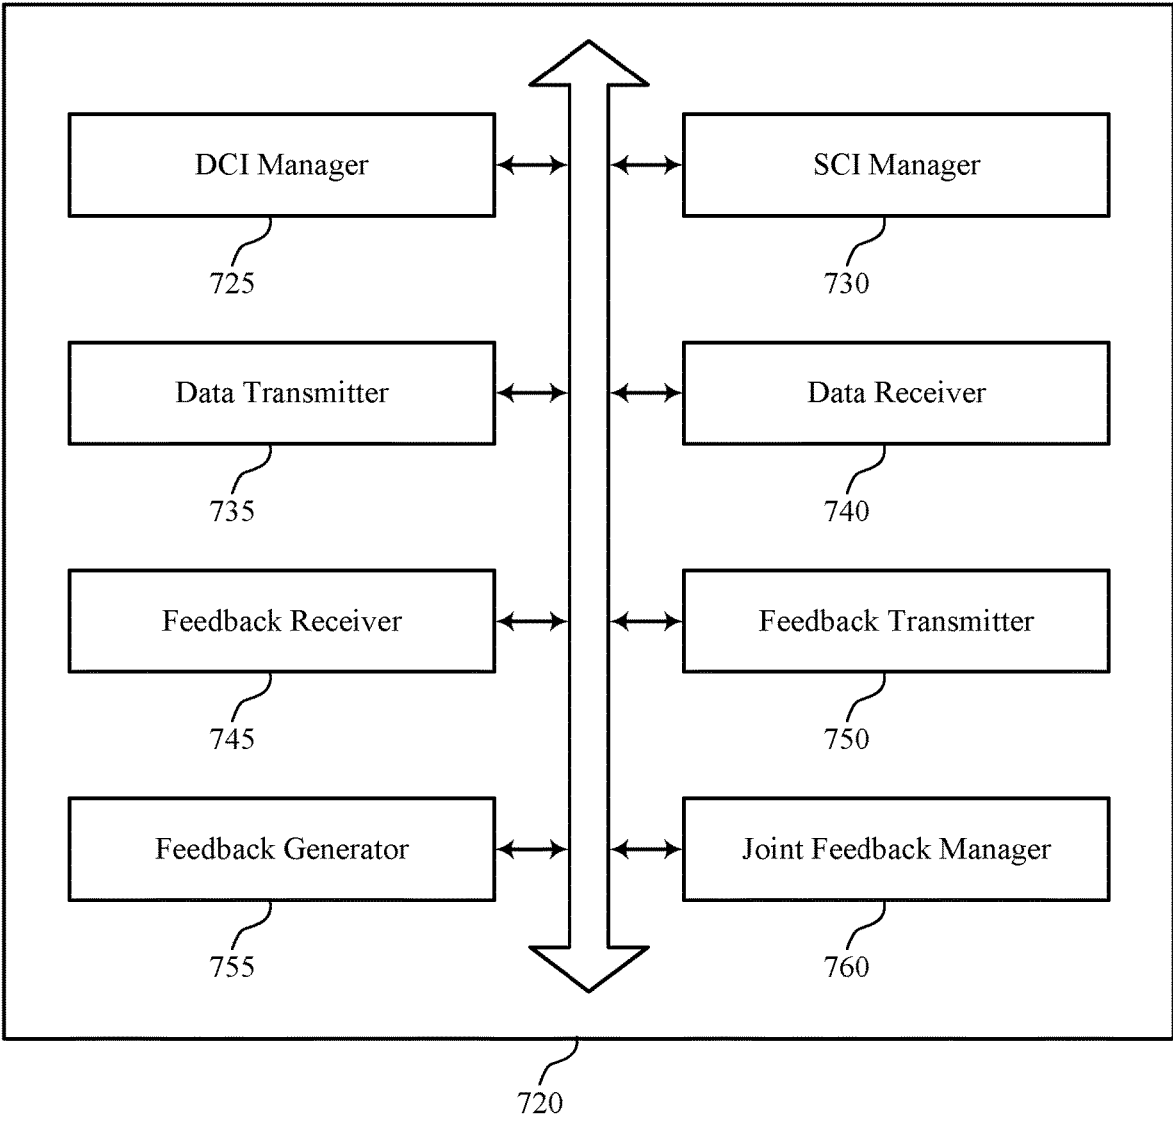 DCI Manager
SCI Manager
725
730
Data Transmitter
Data Receiver
735
740
Feedback Receiver
Feedback Transmitter
745
750
Feedback Generator
Joint Feedback Manager
755
760
720